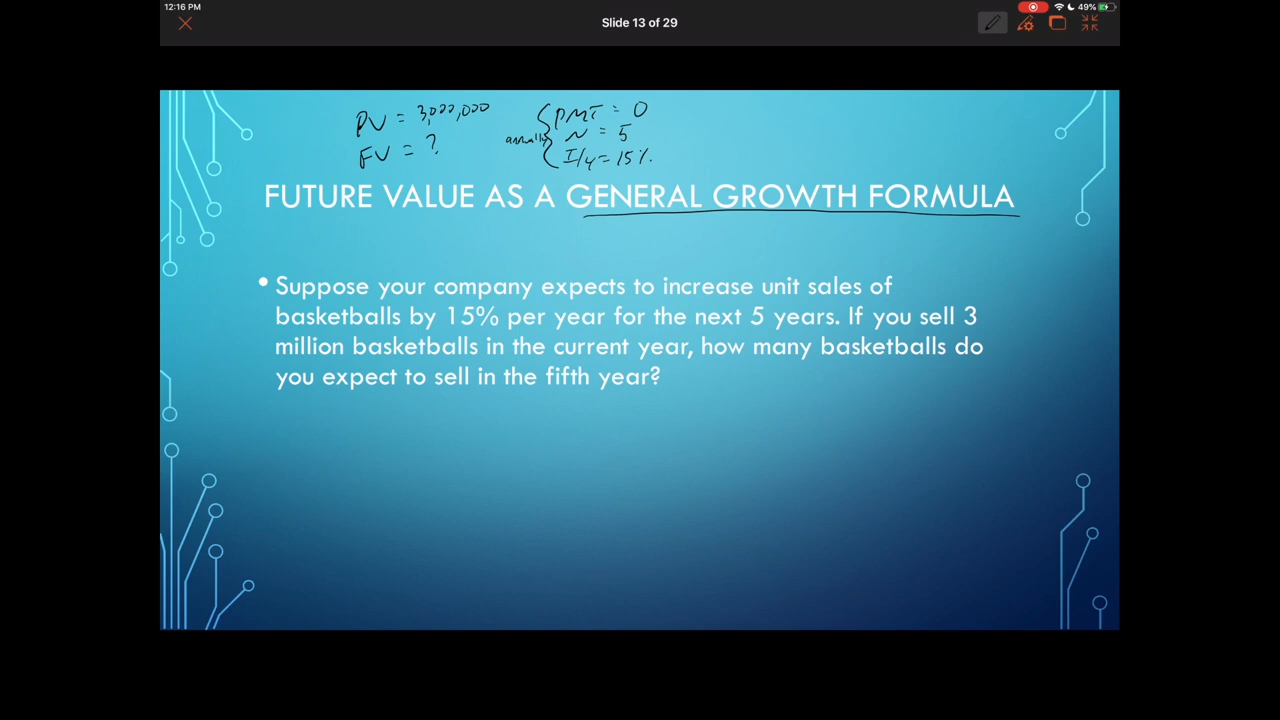 12:16 PM
49%
Slide 13 of 29
PV = 3,000,000
FV = ?
annually
PMT = 0
N = 5
I/Y = 15%
FUTURE VALUE AS A GENERAL GROWTH FORMULA
• Suppose your company expects to increase unit sales of
basketballs by 15% per year for the next 5 years. If you sell 3
million basketballs in the current year, how many basketballs do
you expect to sell in the fifth year?